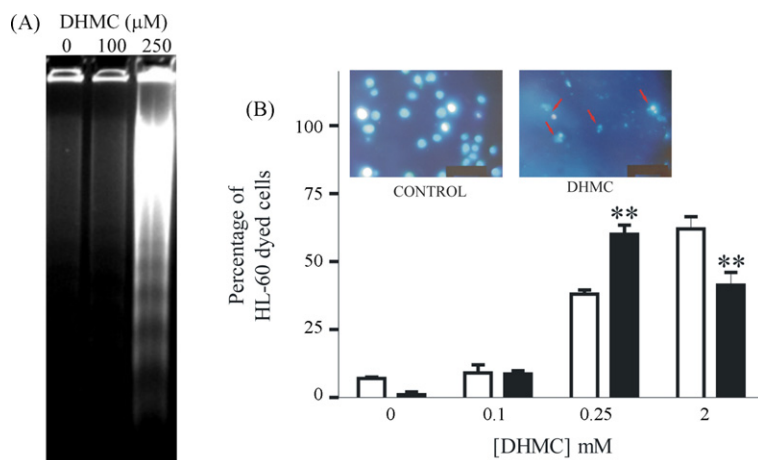 (A)
DHMC (μM)
0 100 250
(B)
CONTROL
DHMC
Percentage of
HL-60 dyed cells
100
75
50
25
0
**
**
0 0.1 0.25 2
[DHMC] mM